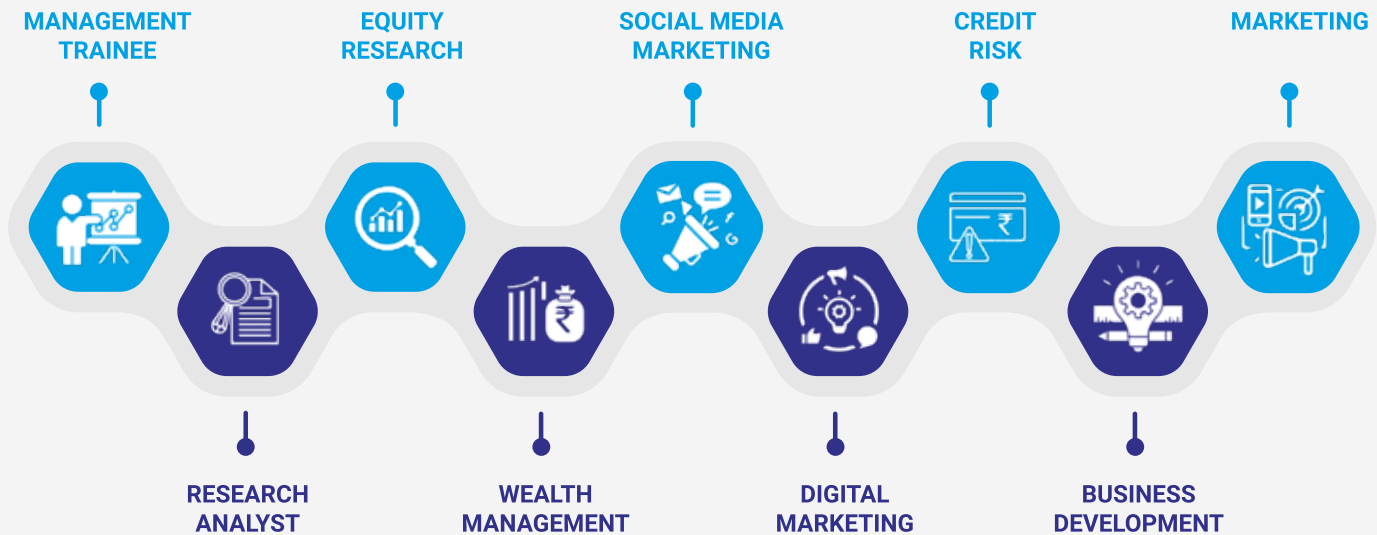 MANAGEMENT
TRAINEE
EQUITY
RESEARCH
SOCIAL MEDIA
MARKETING
CREDIT
RISK
MARKETING
RESEARCH
ANALYST
WEALTH
MANAGEMENT
DIGITAL
MARKETING
BUSINESS
DEVELOPMENT